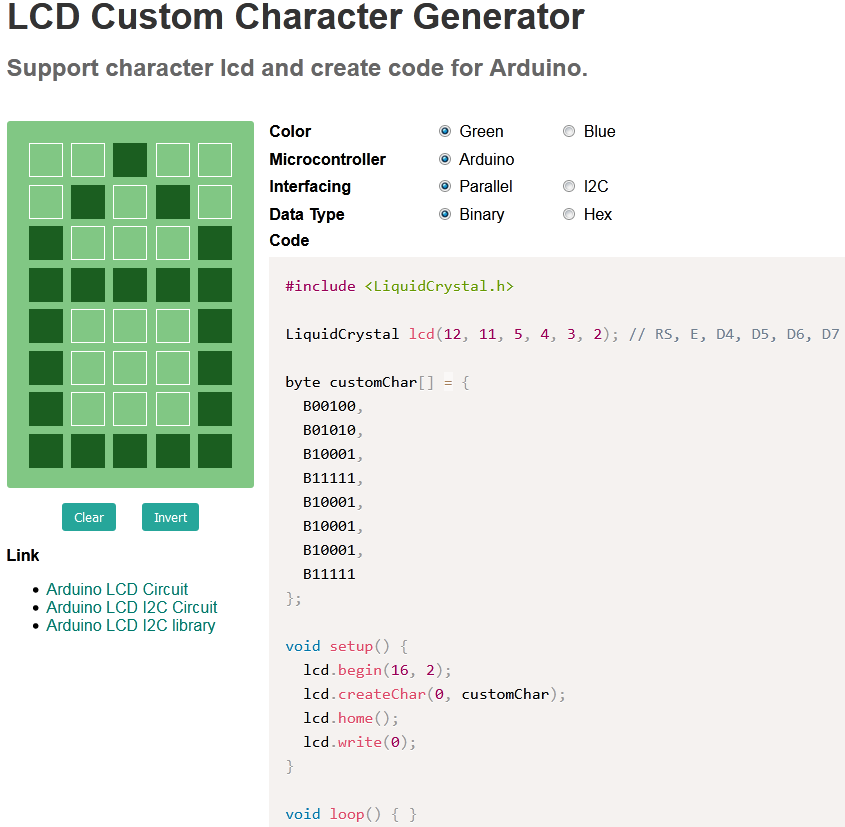 LCD Custom Character Generator
Support character lcd and create code for Arduino.
Color Green Blue
Microcontroller Arduino
Interfacing Parallel I2C
Data Type Binary Hex
Code
#include <LiquidCrystal.h>
LiquidCrystal lcd(12, 11, 5, 4, 3, 2); // RS, E, D4, D5, D6, D7
byte customChar[] = {
B00100,
B01010,
B10001,
B11111,
B10001,
B10001,
B10001,
B11111
};
void setup() {
lcd.begin(16, 2);
lcd.createChar(0, customChar);
lcd.home();
lcd.write(0);
}
void loop() { }
Clear Invert
Link
Arduino LCD Circuit
Arduino LCD I2C Circuit
Arduino LCD I2C library